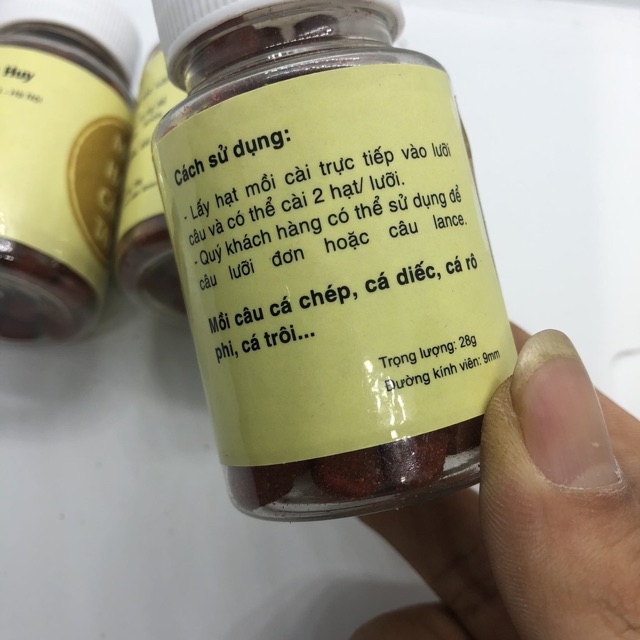 Huy
Cách sử dụng:
- Lấy hạt mồi cài trực tiếp vào lưỡi
câu và có thể cài 2 hạt/ lưỡi.
- Quý khách hàng có thể sử dụng để
câu lưỡi đơn hoặc câu lance.
Mồi câu cá chép, cá diếc, cá rô
phi, cá trôi...
Trọng lượng: 28g
Đường kính viên: 9mm